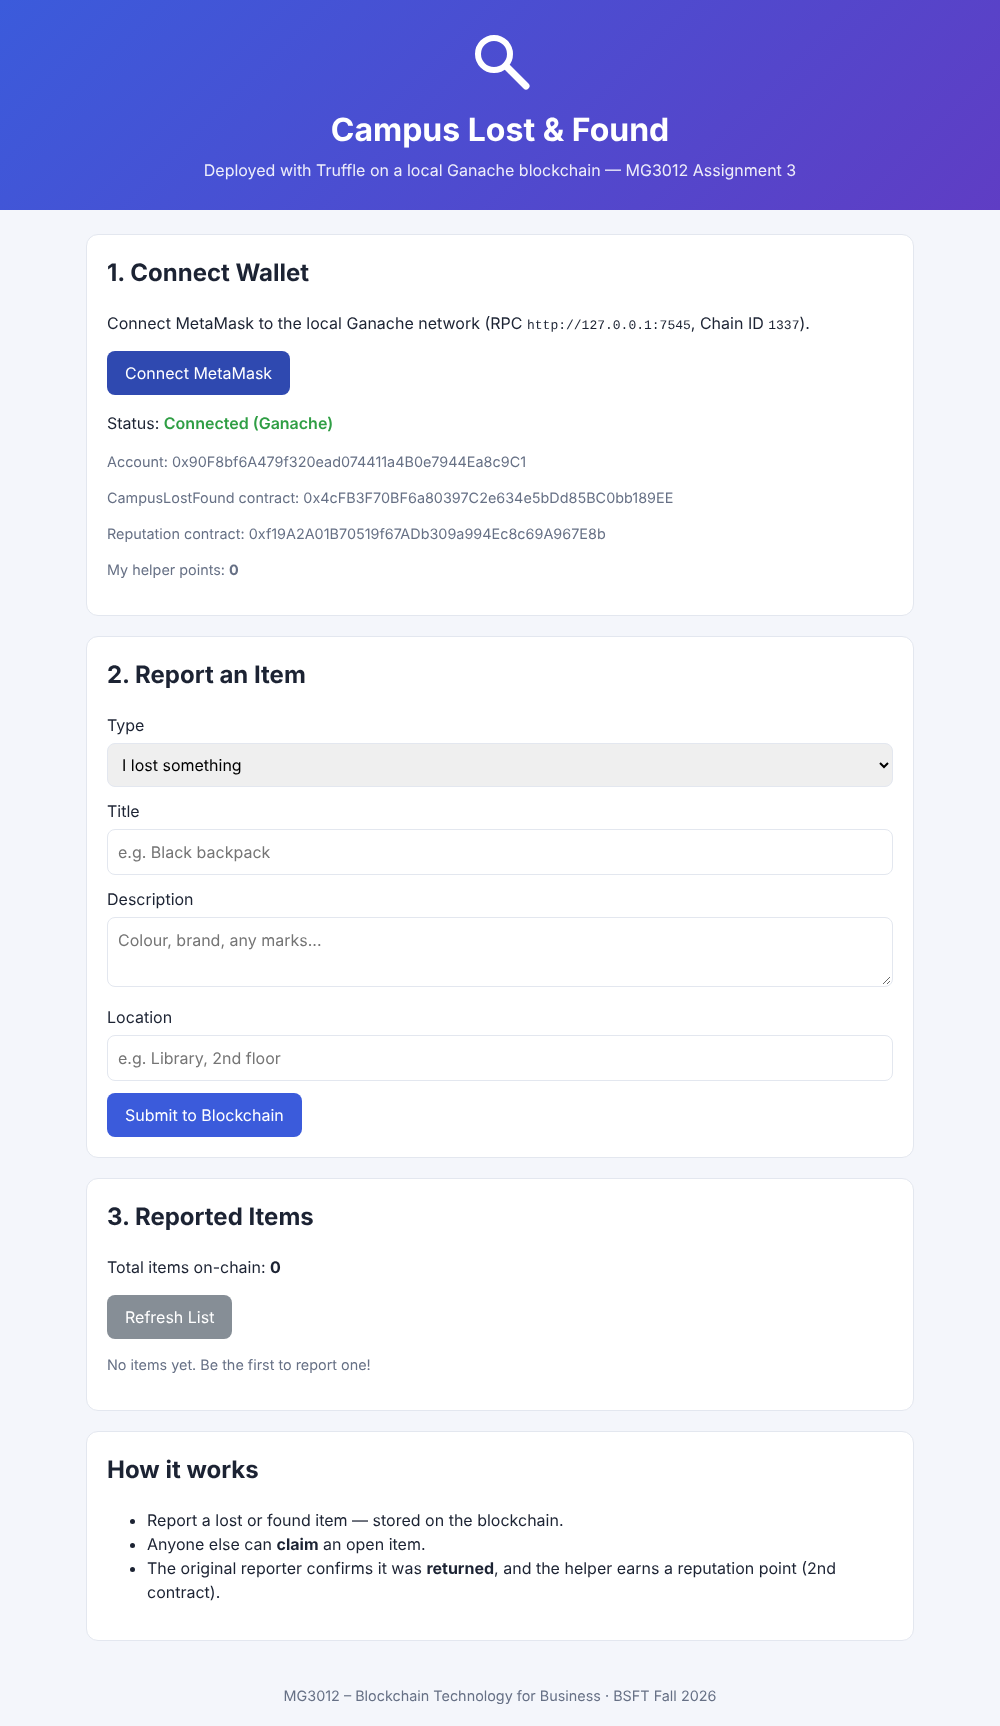 Campus Lost & Found
Deployed with Truffle on a local Ganache blockchain — MG3012 Assignment 3
1. Connect Wallet
Connect MetaMask to the local Ganache network (RPC http://127.0.0.1:7545, Chain ID 1337).
Connect MetaMask
Status: Connected (Ganache)
Account: 0x90F8bf6A479f320ead074411a4B0e7944Ea8c9C1
CampusLostFound contract: 0x4cFB3F70BF6a80397C2e634e5bDd85BC0bb189EE
Reputation contract: 0xf19A2A01B70519f67ADb309a994Ec8c69A967E8b
My helper points: 0
2. Report an Item
Type
I lost something
Title
e.g. Black backpack
Description
Colour, brand, any marks...
Location
e.g. Library, 2nd floor
Submit to Blockchain
3. Reported Items
Total items on-chain: 0
Refresh List
No items yet. Be the first to report one!
How it works
• Report a lost or found item — stored on the blockchain.
• Anyone else can claim an open item.
• The original reporter confirms it was returned, and the helper earns a reputation point (2nd
contract).
MG3012 – Blockchain Technology for Business · BSFT Fall 2026